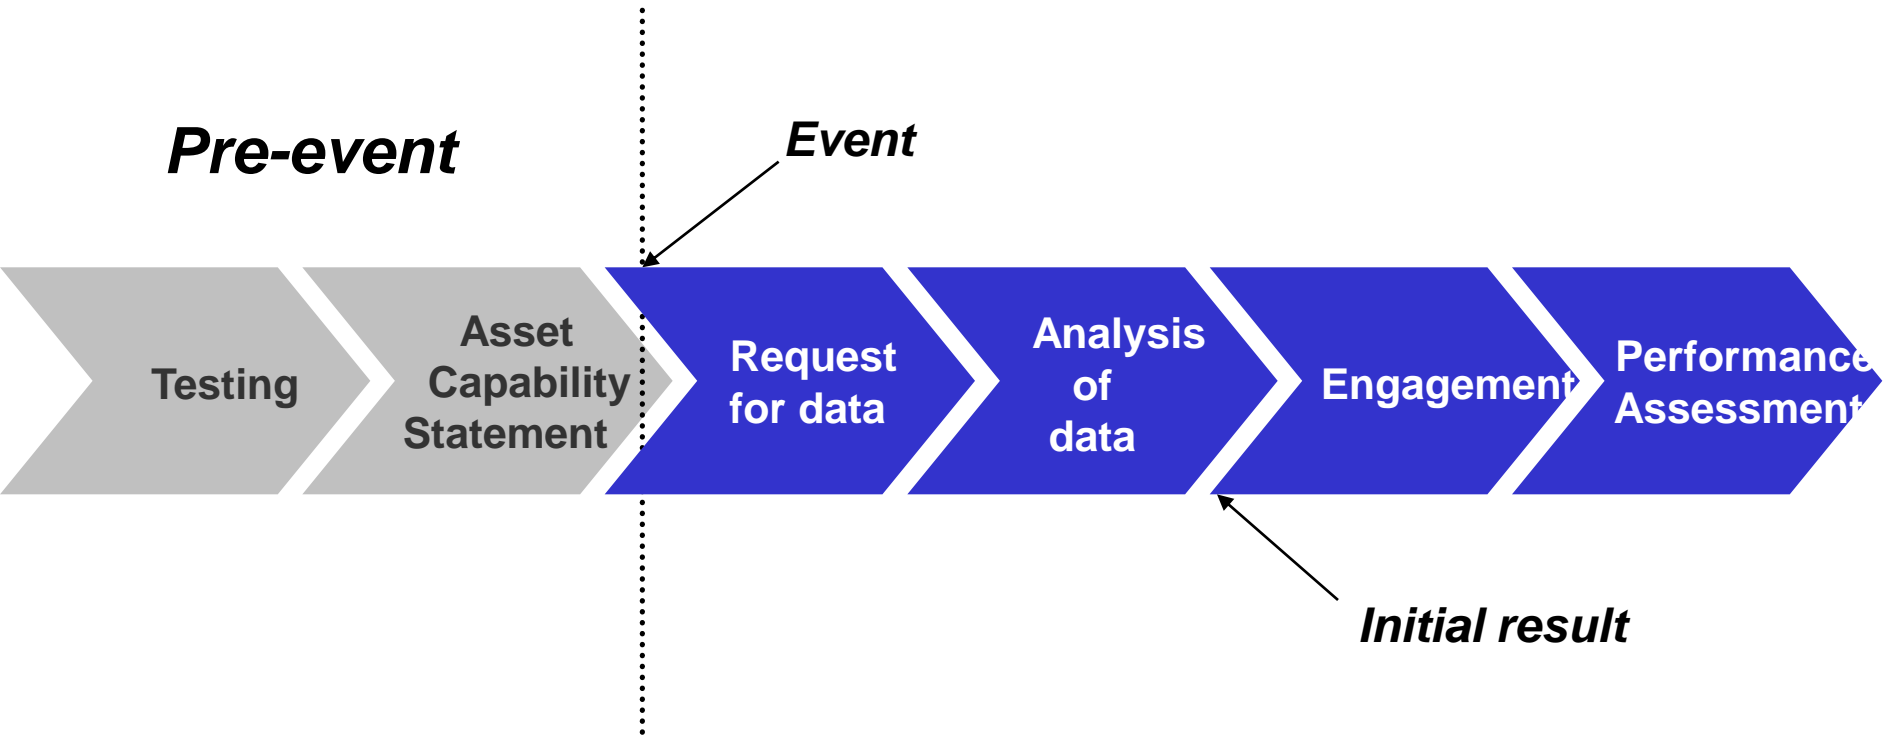 Pre-event
Event
Testing
Asset
Capability
Statement
Request
for data
Analysis
of
data
Engagement
Performance
Assessment
Initial result